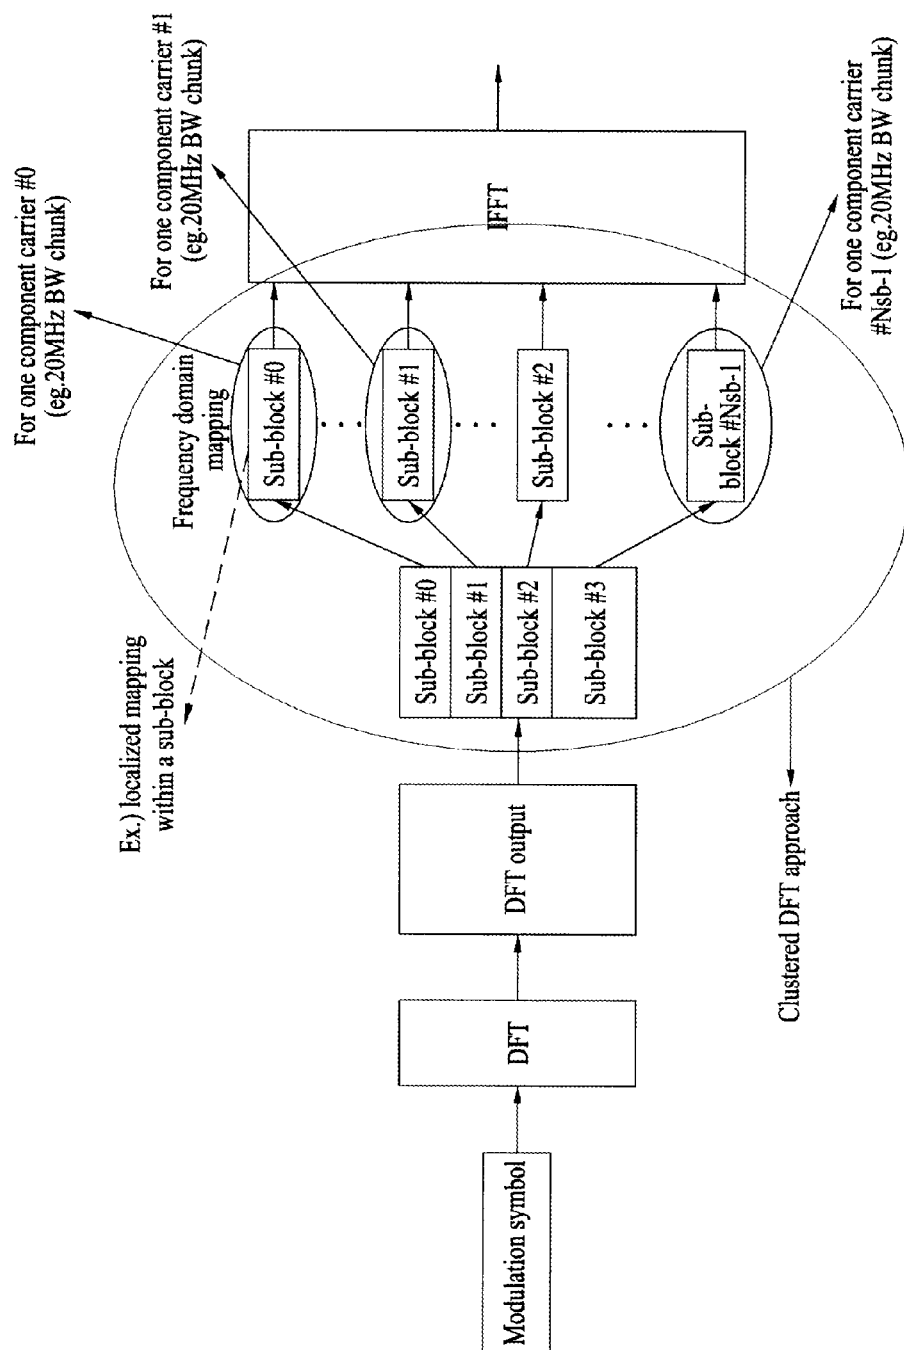 For one component carrier #0
(eg.20MHz BW chunk)
For one component carrier #1
(eg.20MHz BW chunk)
Frequency domain
mapping
Ex.) localized mapping
within a sub-block
Modulation symbol
DFT
DFT output
Sub-block #0
Sub-block #1
Sub-block #2
Sub-block #3
Sub-block #0
Sub-block #1
Sub-block #2
Sub-
block #Nsb-1
IFFT
For one component carrier
#Nsb-1 (eg.20MHz BW chunk)
Clustered DFT approach